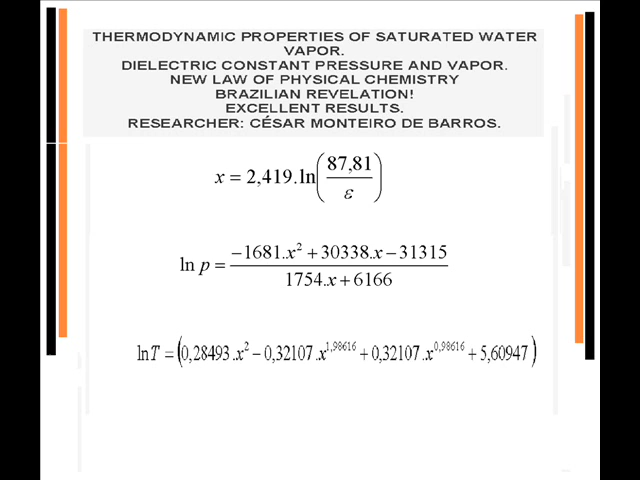 THERMODYNAMIC PROPERTIES OF SATURATED WATER
VAPOR.
DIELECTRIC CONSTANT PRESSURE AND VAPOR.
NEW LAW OF PHYSICAL CHEMISTRY
BRAZILIAN REVELATION!
EXCELLENT RESULTS.
RESEARCHER: CÉSAR MONTEIRO DE BARROS.
x = 2,419.ln(87,81/ε)
ln p = (−1681.x² + 30338.x − 31315)/(1754.x + 6166)
lnT = (0,28493.x² − 0,32107.x^1,98616 + 0,32107.x^0,98616 + 5,60947)